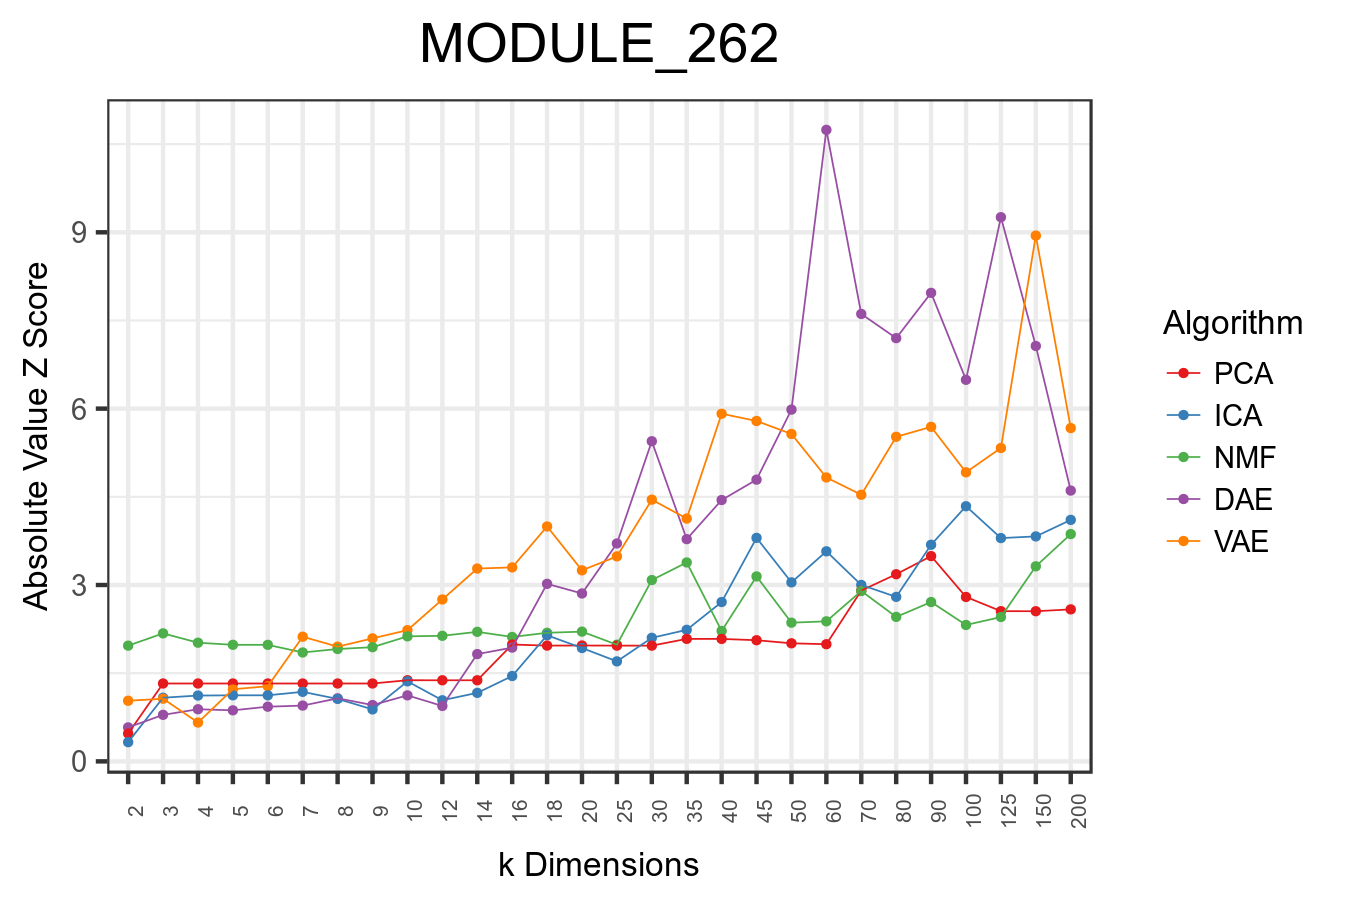 MODULE_262
Absolute Value Z Score
9
6
3
0
2 3 4 5 6 7 8 9 10 12 14 16 18 20 25 30 35 40 45 50 60 70 80 90 100 125 150 200
k Dimensions
Algorithm
PCA
ICA
NMF
DAE
VAE